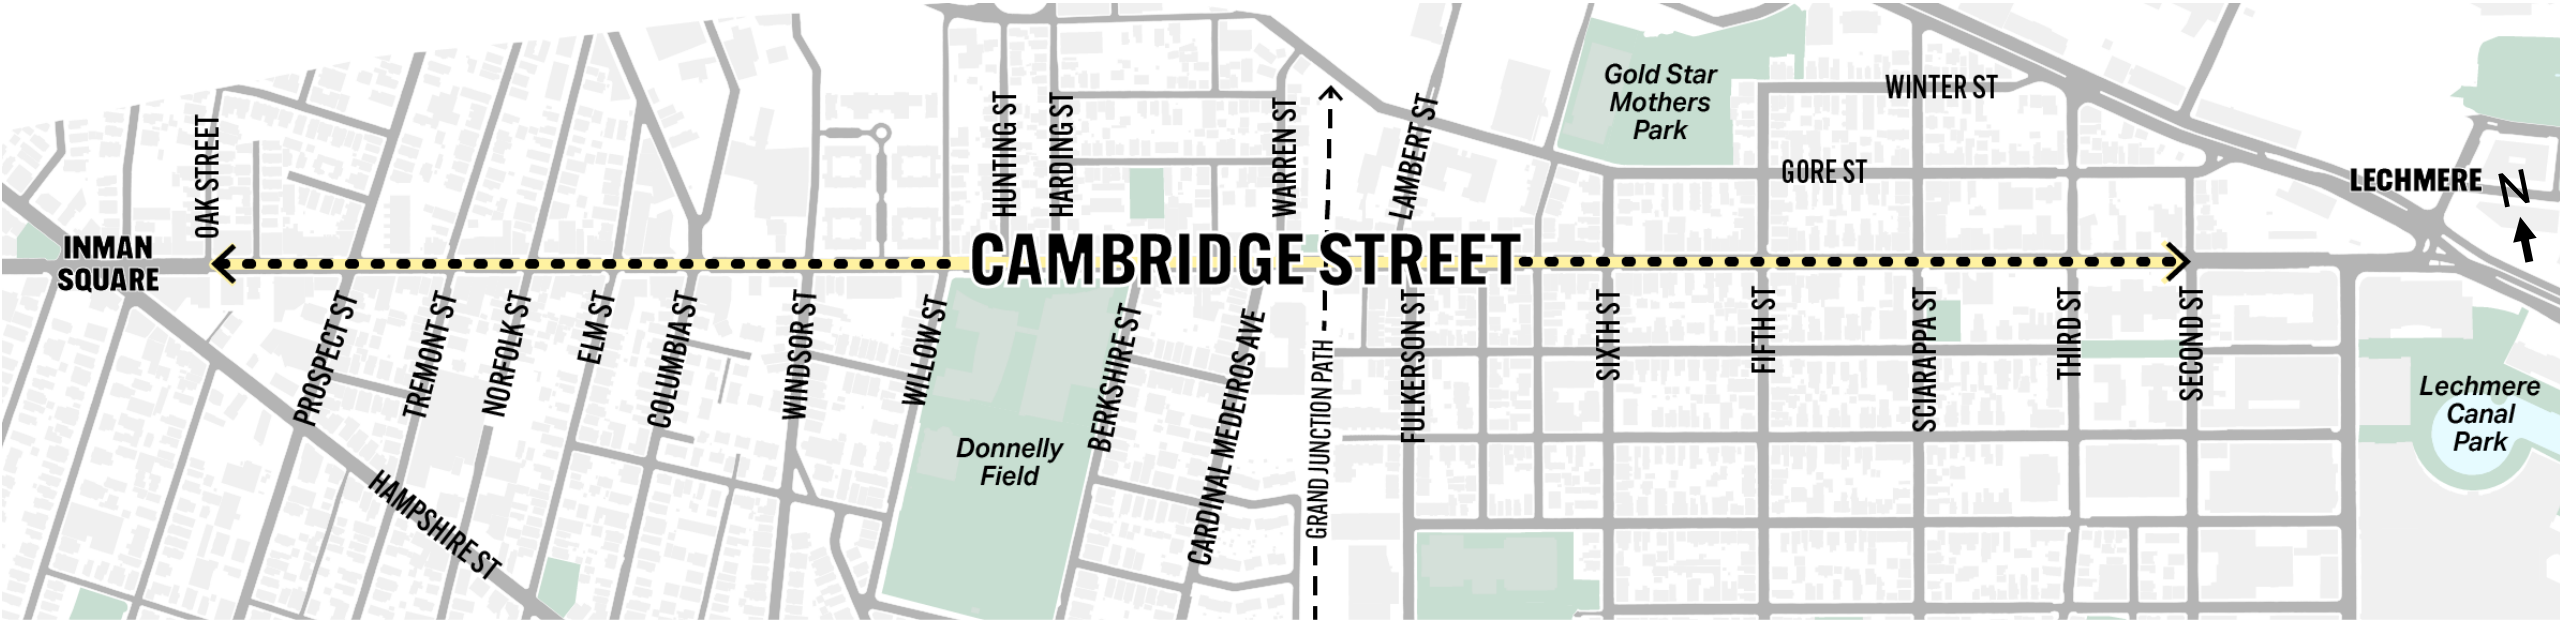 Gold Star
Mothers
Park
WINTER ST
HUNTING ST
HARDING ST
WARREN ST
LAMBERT ST
OAK STREET
GORE ST
LECHMERE
N
INMAN
SQUARE
CAMBRIDGE STREET
PROSPECT ST
TREMONT ST
NORFOLK ST
ELM ST
COLUMBIA ST
WINDSOR ST
WILLOW ST
BERKSHIRE ST
CARDINAL MEDEIROS AVE
GRAND JUNCTION PATH
FULKERSON ST
SIXTH ST
FIFTH ST
SCIARAPPA ST
THIRD ST
SECOND ST
Lechmere
Canal
Park
Donnelly
Field
HAMPSHIRE ST